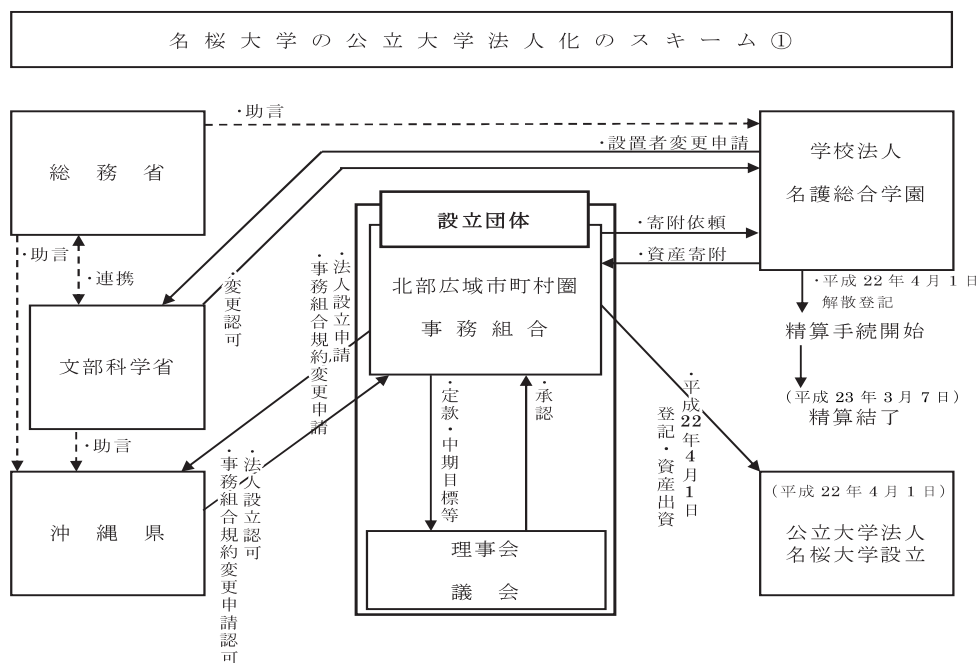 名桜大学の公立大学法人化のスキーム①
・助言
総務省
・設置者変更申請
学校法人
名護総合学園
設立団体
・寄附依頼
・資産寄附
・助言
・連携
・変更認可
・法人設立申請
・事務組合規約変更申請
北部広域市町村圏
事務組合
・平成22年4月1日
解散登記
精算手続開始
文部科学省
(平成23年3月7日)
精算結了
・助言
・定款・中期目標等
・承認
・平成22年4月1日
登記・資産出資
・法人設立認可
・事務組合規約変更申請認可
沖縄県
理事会
議会
(平成22年4月1日)
公立大学法人
名桜大学設立